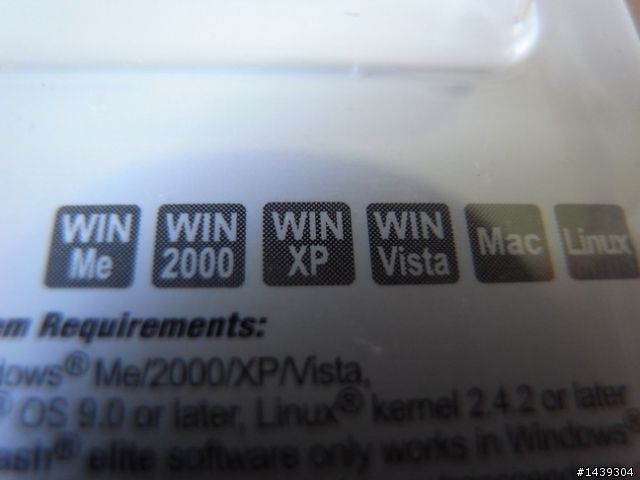 WIN Me WIN 2000 WIN XP WIN Vista Mac Linux
em Requirements:
dows® Me/2000/XP/Vista,
® OS 9.0 or later, Linux® kernel 2.4.2 or later
ash® elite software only works in Windows®
#1439304